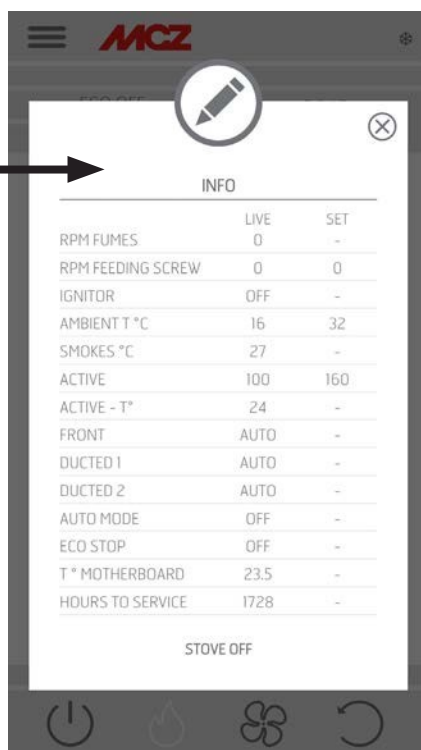 MCZ
ECO OFF
INFO
LIVE SET
RPM FUMES 0 -
RPM FEEDING SCREW 0 0
IGNITOR OFF -
AMBIENT T °C 16 32
SMOKES °C 27 -
ACTIVE 100 160
ACTIVE - T° 24 -
FRONT AUTO -
DUCTED 1 AUTO -
DUCTED 2 AUTO -
AUTO MODE OFF -
ECO STOP OFF -
T ° MOTHERBOARD 23.5 -
HOURS TO SERVICE 1728 -
STOVE OFF